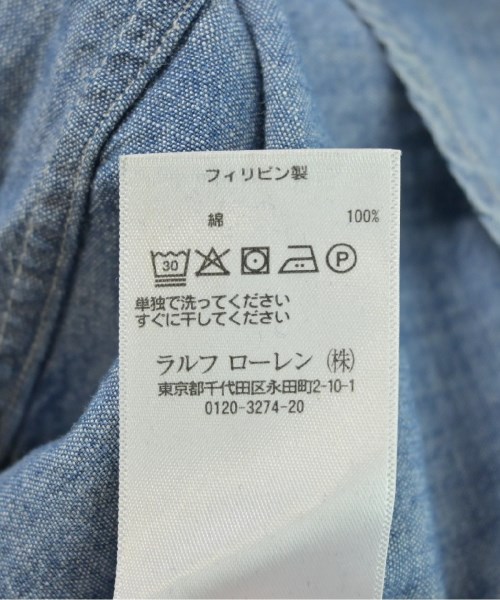 フィリピン製
綿 100%
30 P
単独で洗ってください
すぐに干してください
ラルフ ローレン (株)
東京都千代田区永田町2-10-1
0120-3274-20